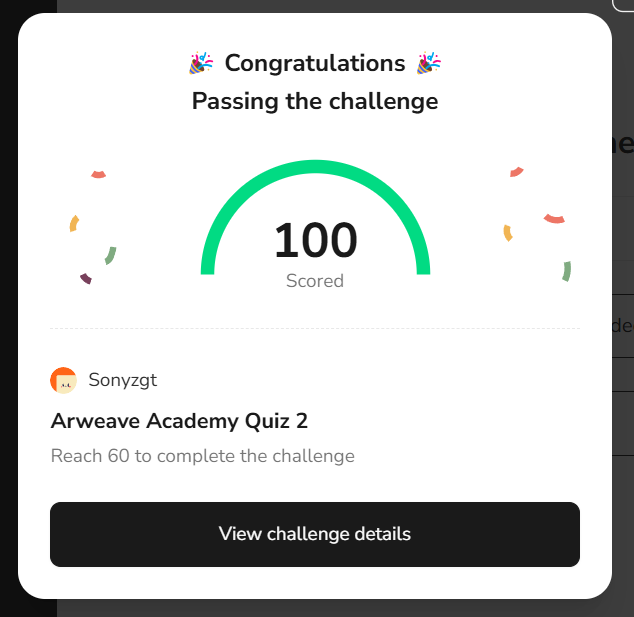 🎉 Congratulations 🎉
Passing the challenge
100
Scored
Sonyzgt
Arweave Academy Quiz 2
Reach 60 to complete the challenge
View challenge details